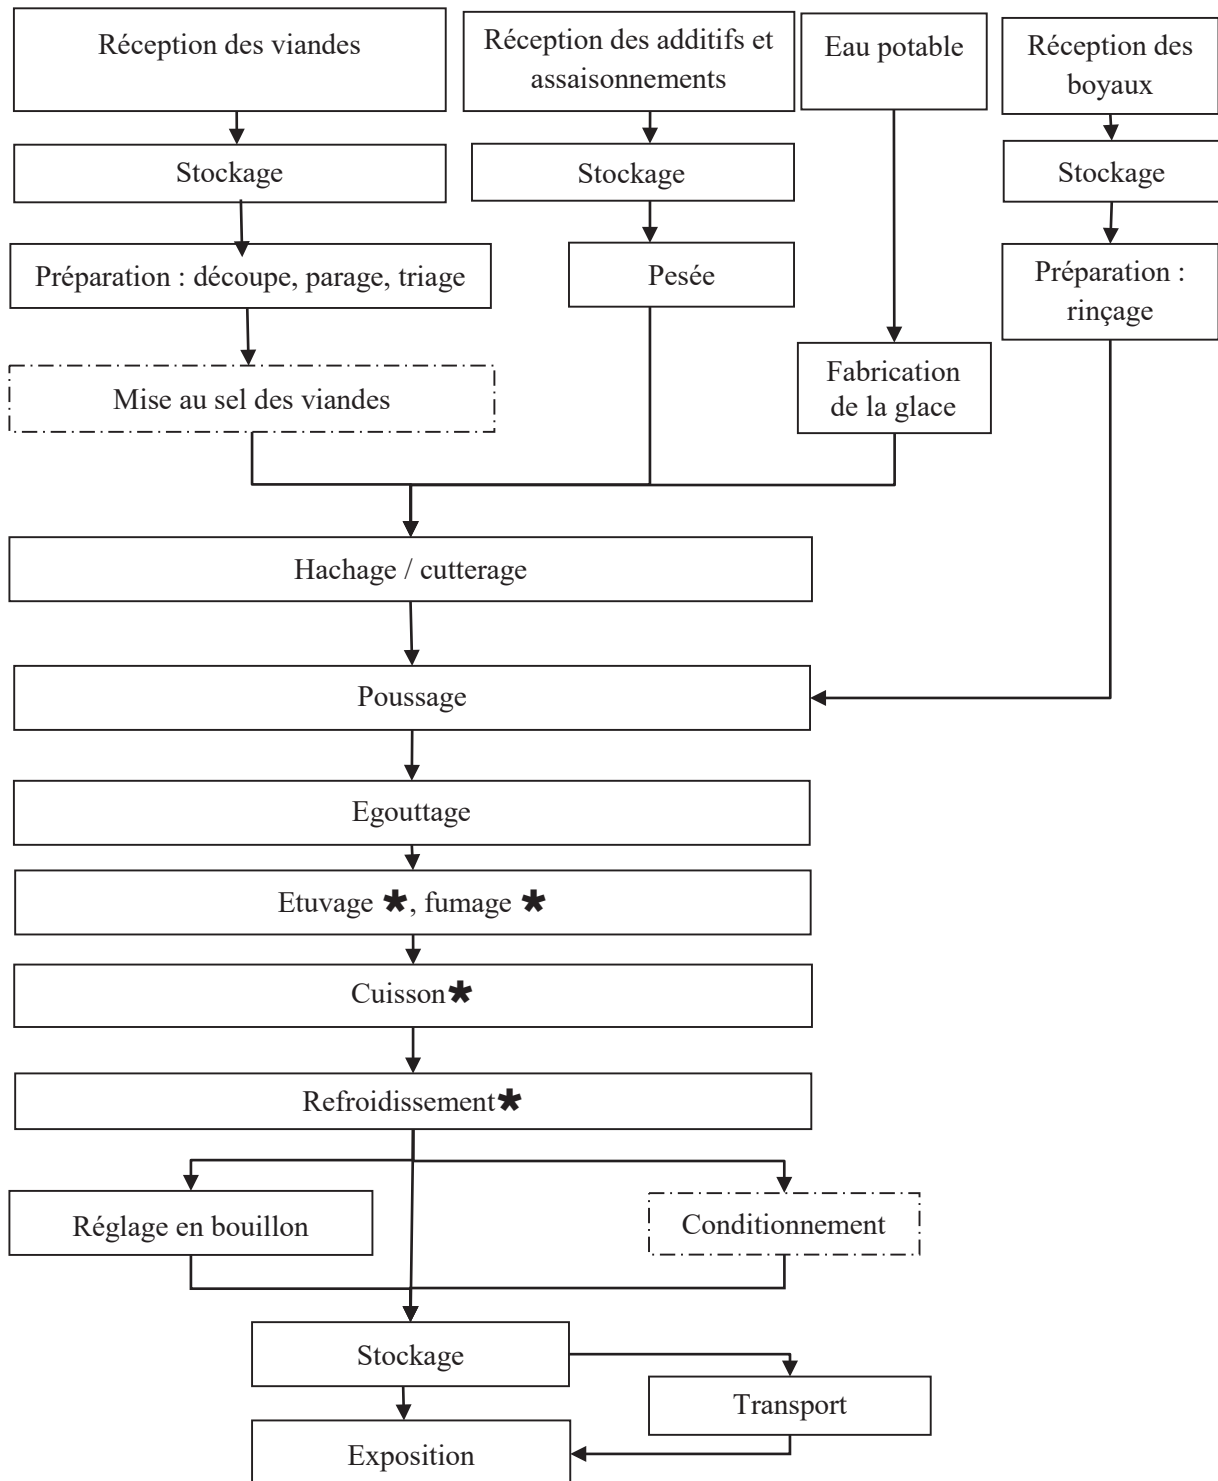 Réception des viandes
Réception des additifs et
assaisonnements
Eau potable
Réception des
boyaux
Stockage
Stockage
Stockage
Préparation : découpe, parage, triage
Pesée
Préparation :
rinçage
Mise au sel des viandes
Fabrication
de la glace
Hachage / cutterage
Poussage
Egouttage
Etuvage *, fumage *
Cuisson*
Refroidissement*
Réglage en bouillon
Conditionnement
Stockage
Transport
Exposition